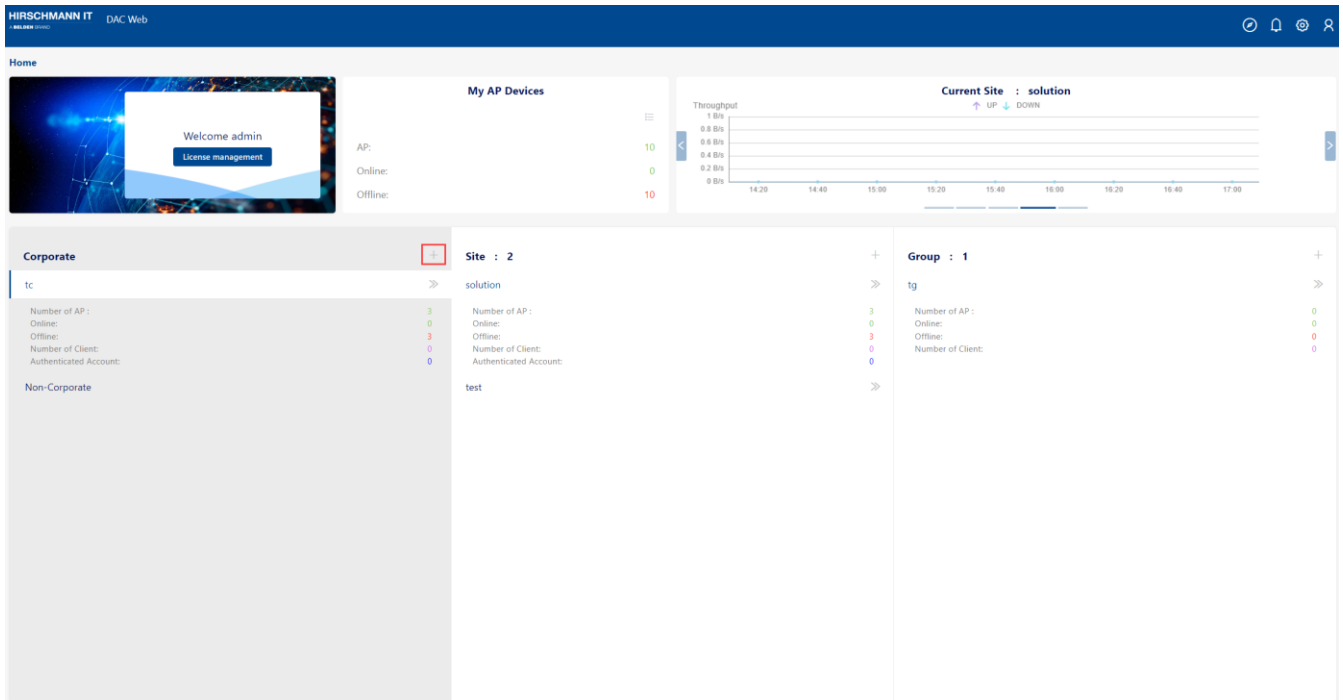 HIRSCHMANN IT
A BELDEN BRAND
DAC Web
Home
Welcome admin
License management
My AP Devices
AP: 10
Online: 0
Offline: 10
Current Site : solution
Throughput
UP DOWN
1 B/s
0.8 B/s
0.6 B/s
0.4 B/s
0.2 B/s
0 B/s
14:20 14:40 15:00 15:20 15:40 16:00 16:20 16:40 17:00
Corporate
tc
Number of AP : 3
Online: 0
Offline: 3
Number of Client: 0
Authenticated Account: 0
Non-Corporate
Site : 2
solution
Number of AP : 3
Online: 0
Offline: 3
Number of Client: 0
Authenticated Account: 0
test
Group : 1
tg
Number of AP : 0
Online: 0
Offline: 0
Number of Client: 0